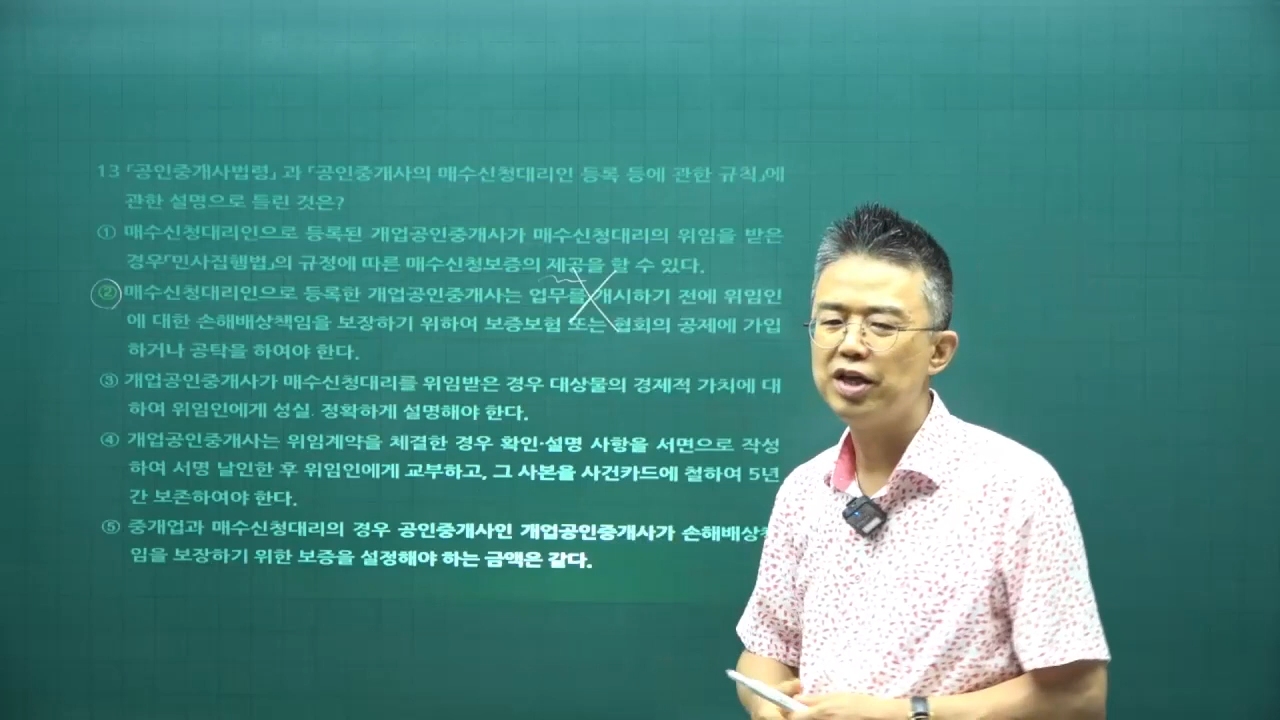 13 「공인중개사법령」 과 「공인중개사의 매수신청대리인 등록 등에 관한 규칙」에
관한 설명으로 틀린 것은?
① 매수신청대리인으로 등록된 개업공인중개사가 매수신청대리의 위임을 받은
경우「민사집행법」의 규정에 따른 매수신청보증의 제공을 할 수 있다.
② 매수신청대리인으로 등록한 개업공인중개사는 업무를 개시하기 전에 위임인
에 대한 손해배상책임을 보장하기 위하여 보증보험 또는 협회의 공제에 가입
하거나 공탁을 하여야 한다.
③ 개업공인중개사가 매수신청대리를 위임받은 경우 대상물의 경제적 가치에 대
하여 위임인에게 성실·정확하게 설명해야 한다.
④ 개업공인중개사는 위임계약을 체결한 경우 확인·설명 사항을 서면으로 작성
하여 서명 날인한 후 위임인에게 교부하고, 그 사본을 사건카드에 철하여 5년
간 보존하여야 한다.
⑤ 중개업과 매수신청대리의 경우 공인중개사인 개업공인중개사가 손해배상책
임을 보장하기 위한 보증을 설정해야 하는 금액은 같다.